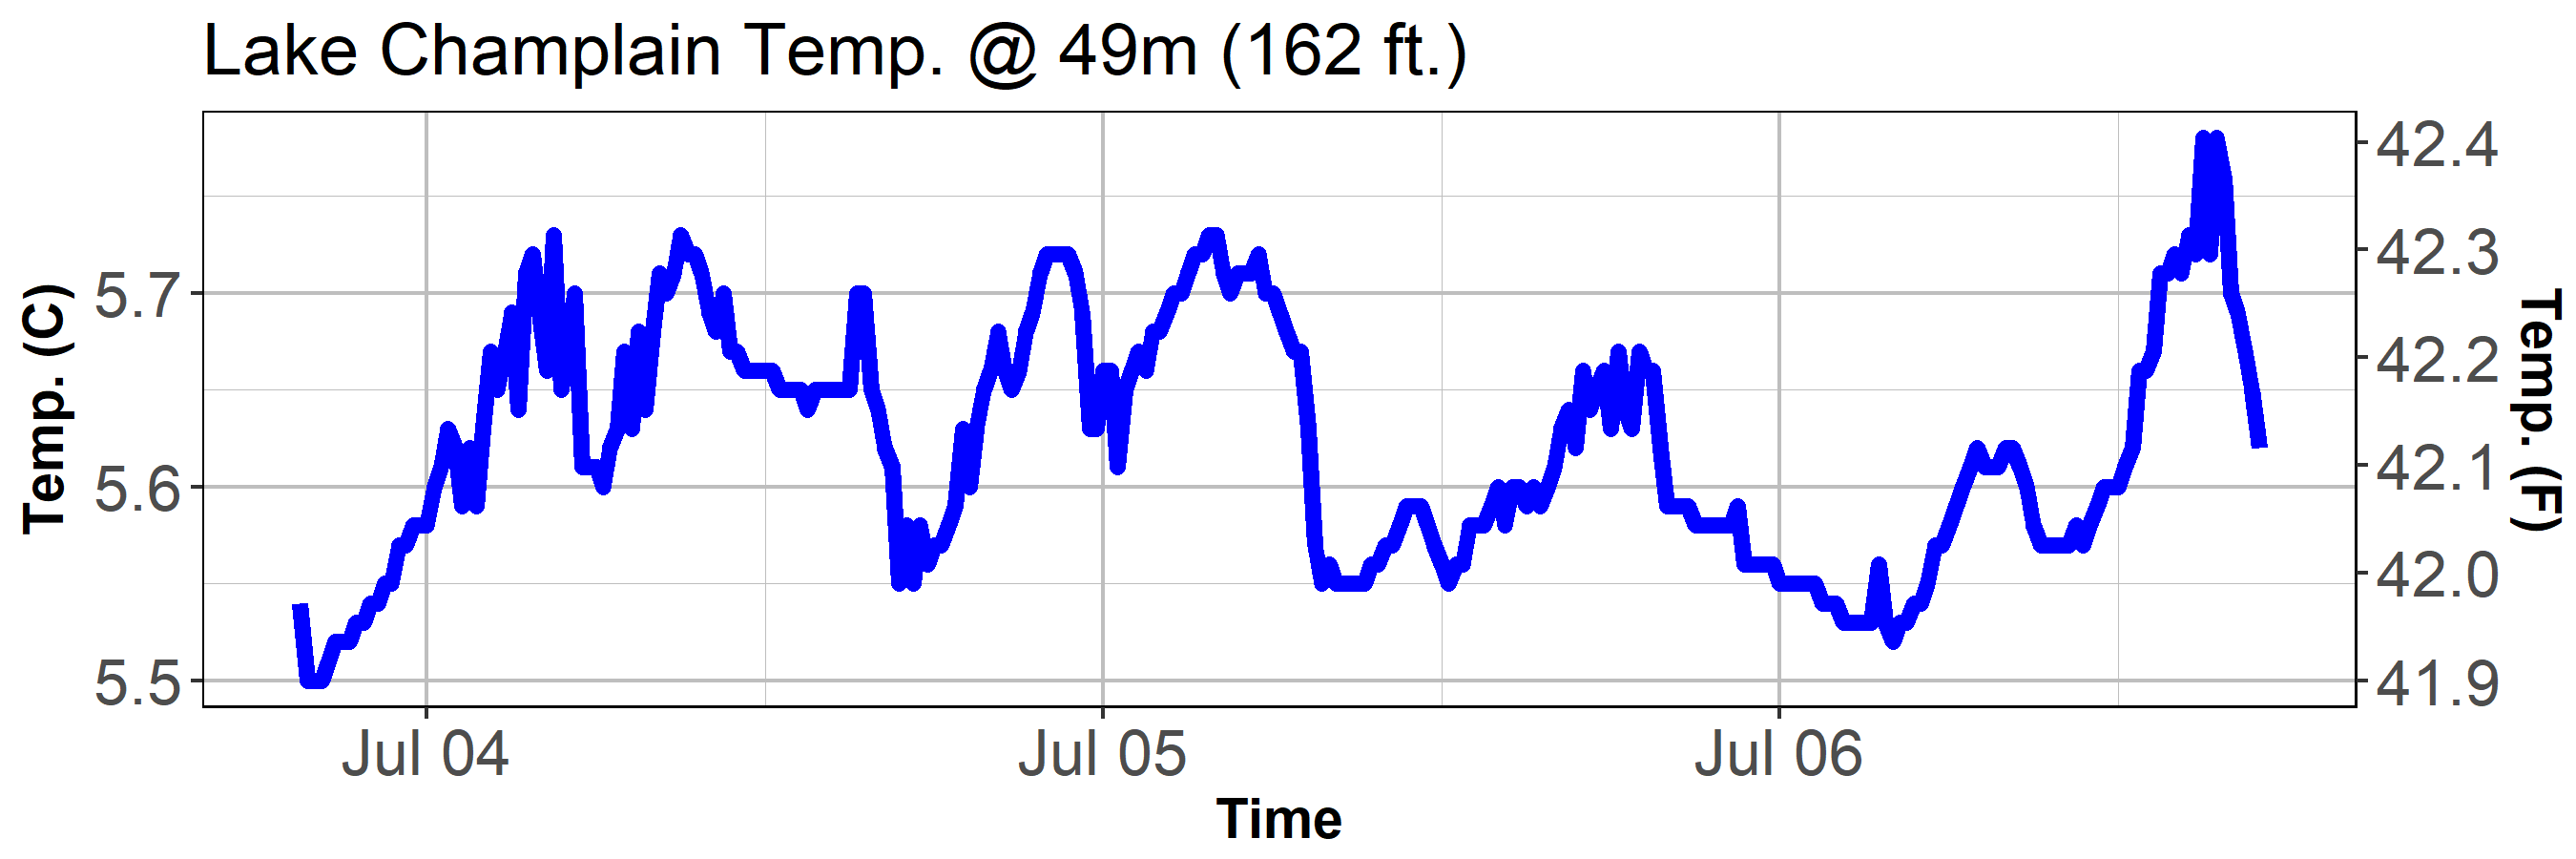 Lake Champlain Temp. @ 49m (162 ft.)
Temp. (C)
5.7
5.6
5.5
42.4
42.3
42.2
42.1
42.0
41.9
Temp. (F)
Jul 04
Jul 05
Jul 06
Time